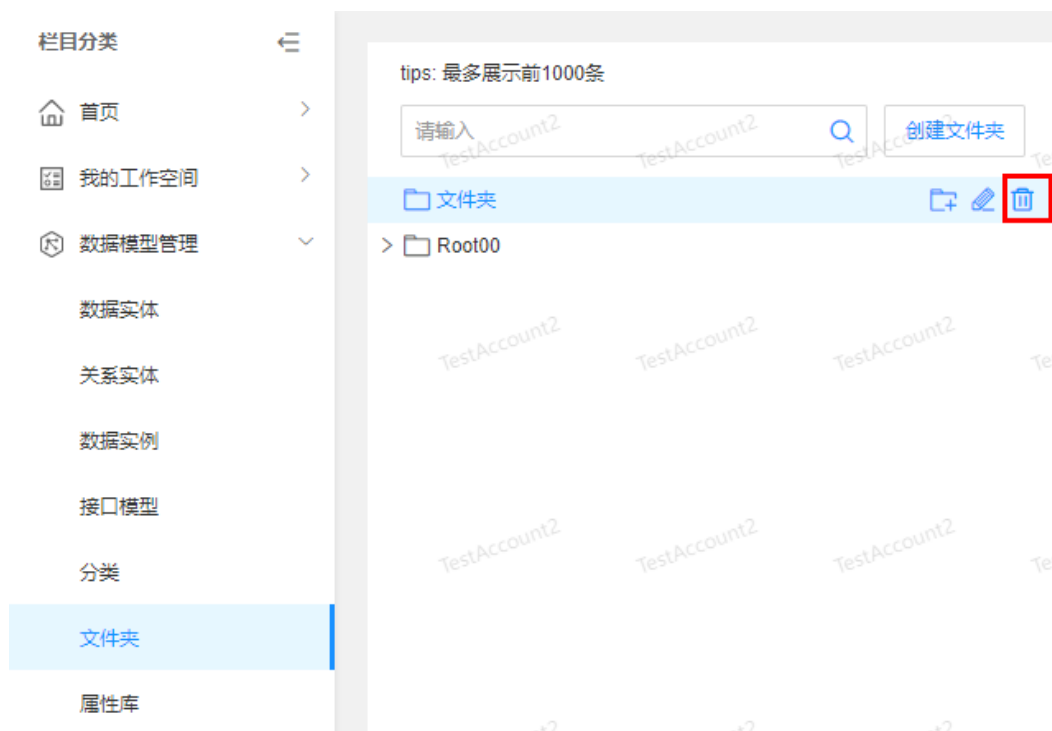 栏目分类
首页
我的工作空间
数据模型管理
数据实体
关系实体
数据实例
接口模型
分类
文件夹
属性库
tips: 最多展示前1000条
请输入
创建文件夹
文件夹
Root00
TestAccount2 TestAccount2 TestAccount2
TestAccount2 TestAccount2 TestAccount2
TestAccount2 TestAccount2 TestAccount2